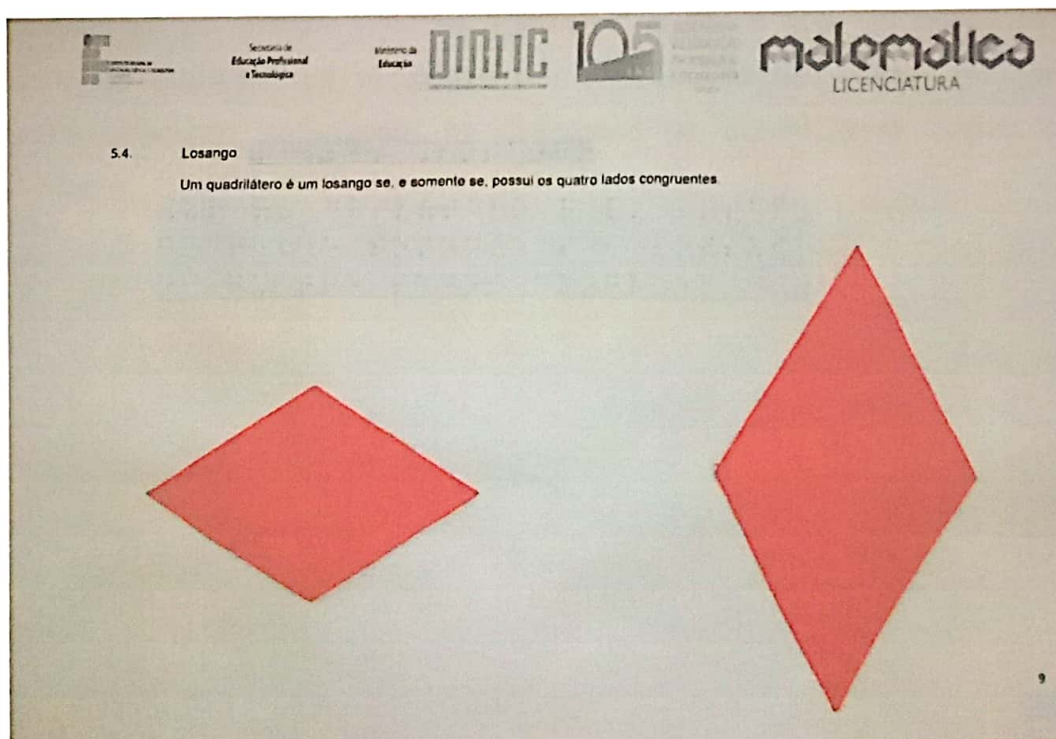 Secretaria de
Educação Profissional
e Tecnológica
Ministério da
Educação
105
matemática
LICENCIATURA
5.4. Losango
Um quadrilátero é um losango se, e somente se, possui os quatro lados congruentes.
9